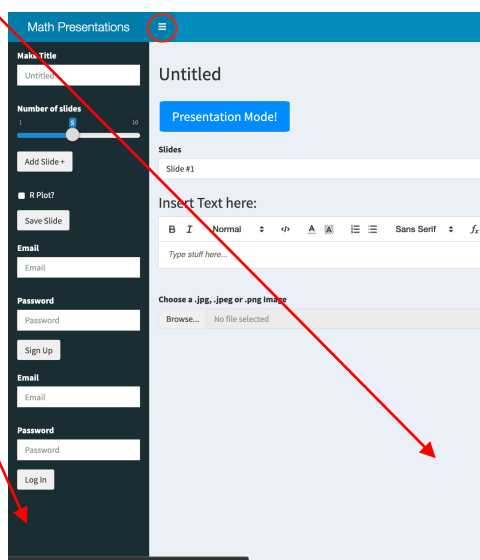 Math Presentations
Make Title
Untitled
Number of slides
1 5 10
Add Slide +
R Plot?
Save Slide
Email
Email
Password
Password
Sign Up
Email
Email
Password
Password
Log In
Untitled
Presentation Mode!
Slides
Slide #1
Insert Text here:
B I Normal </> A A Sans Serif fx
Type stuff here...
Choose a .jpg, .jpeg or .png Image
Browse... No file selected